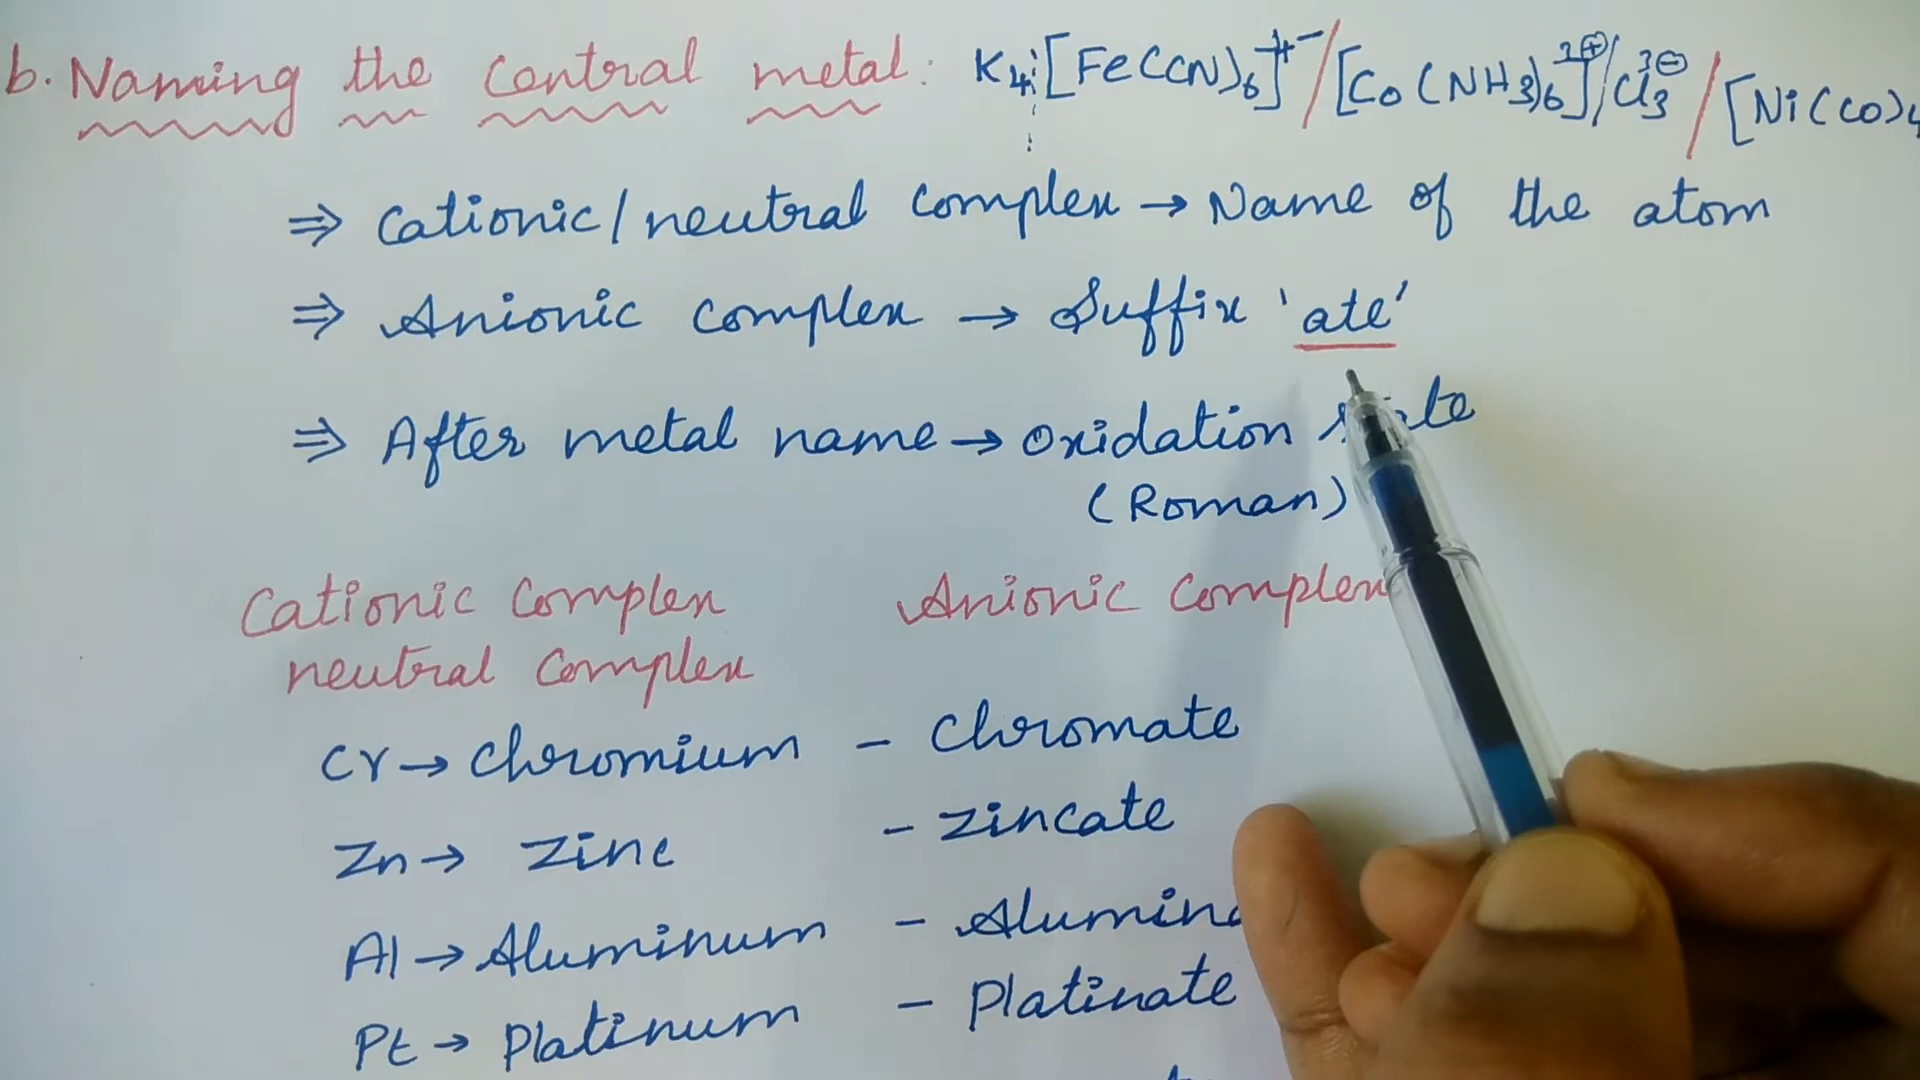 b. Naming the central metal: K4[Fe(CN)6]4-/[Co(NH3)6]3+/Cl3 3-/[Ni(CO)4
⇒ Cationic/neutral complex → Name of the atom
⇒ Anionic complex → Suffix 'ate'
⇒ After metal name → Oxidation state
(Roman)
Cationic complex Anionic complex
neutral complex
Cr → Chromium - Chromate
Zn → Zinc - Zincate
Al → Aluminum -
Pt → Platinum - Platinate